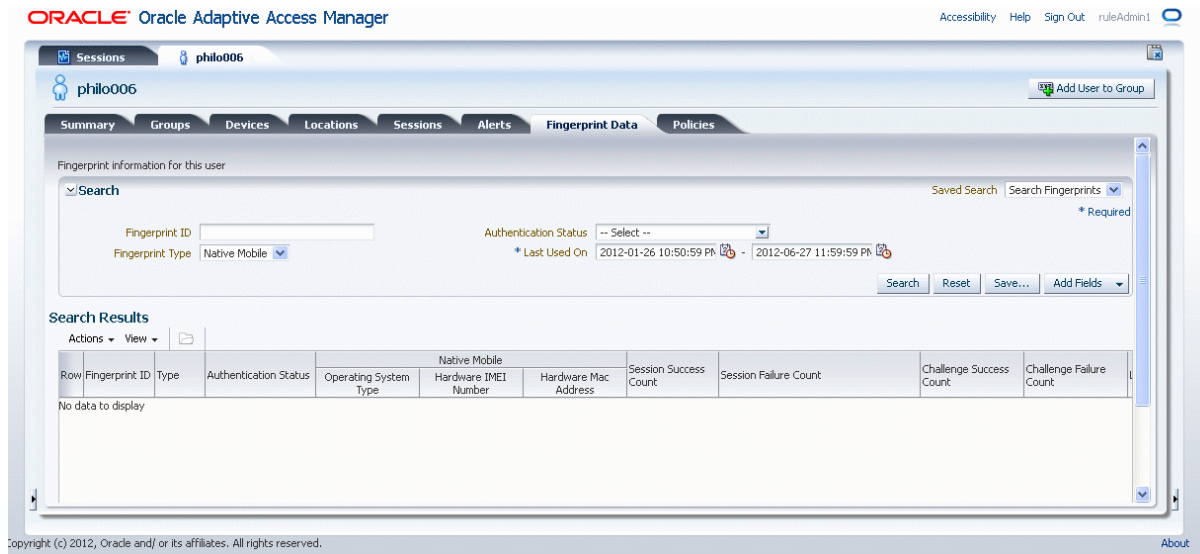 ORACLE Oracle Adaptive Access Manager
Accessibility Help Sign Out ruleAdmin1
Sessions philo006
philo006
Add User to Group
Summary Groups Devices Locations Sessions Alerts Fingerprint Data Policies
Fingerprint information for this user
Search
Saved Search Search Fingerprints
* Required
Fingerprint ID
Authentication Status -- Select --
Fingerprint Type Native Mobile
* Last Used On 2012-01-26 10:50:59 PM - 2012-06-27 11:59:59 PM
Search Reset Save... Add Fields
Search Results
Actions View
Row Fingerprint ID Type Authentication Status
Native Mobile
Operating System Type
Hardware IMEI Number
Hardware Mac Address
Session Success Count
Session Failure Count
Challenge Success Count
Challenge Failure Count
No data to display
Copyright (c) 2012, Oracle and/ or its affiliates. All rights reserved.
About